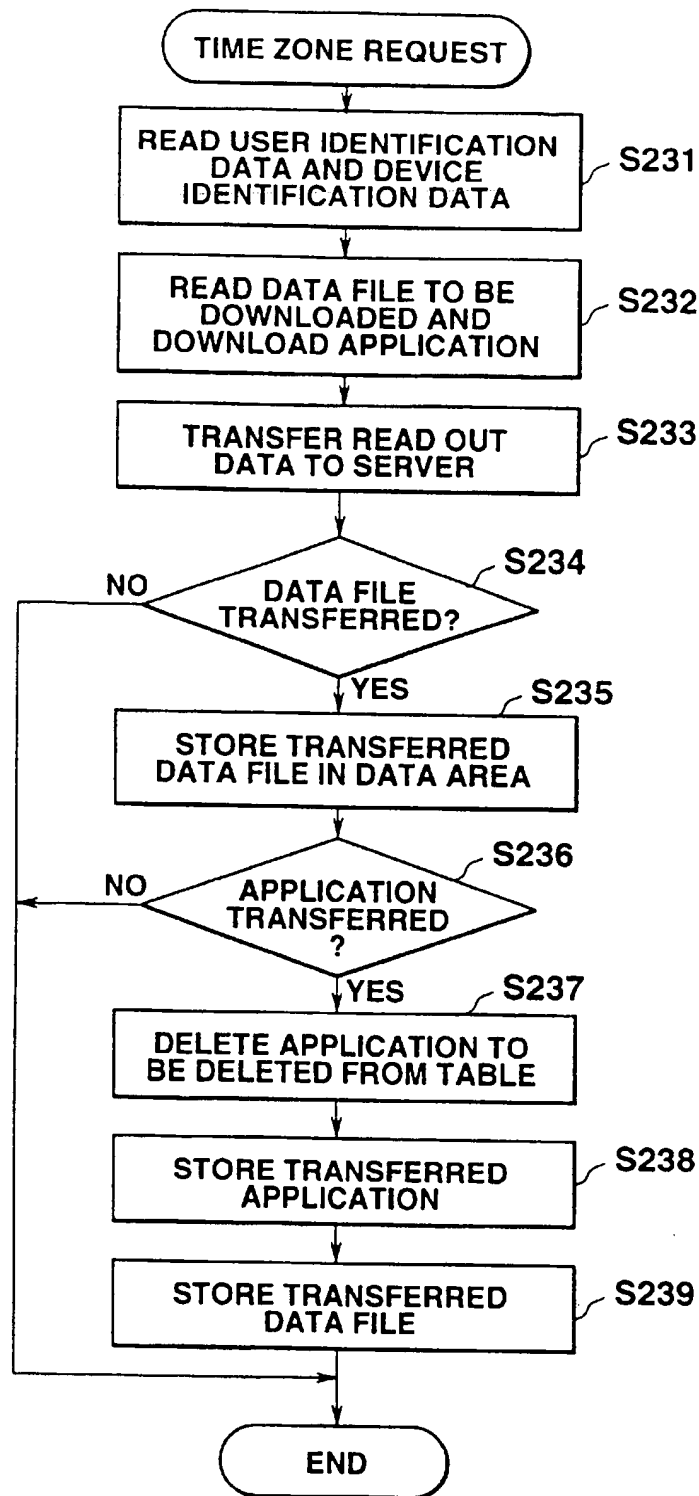 TIME ZONE REQUEST
READ USER IDENTIFICATION
DATA AND DEVICE
IDENTIFICATION DATA
S231
READ DATA FILE TO BE
DOWNLOADED AND
DOWNLOAD APPLICATION
S232
TRANSFER READ OUT
DATA TO SERVER
S233
DATA FILE
TRANSFERRED?
S234
NO
YES
STORE TRANSFERRED
DATA FILE IN DATA AREA
S235
APPLICATION
TRANSFERRED
?
S236
NO
YES
DELETE APPLICATION TO
BE DELETED FROM TABLE
S237
STORE TRANSFERRED
APPLICATION
S238
STORE TRANSFERRED
DATA FILE
S239
END